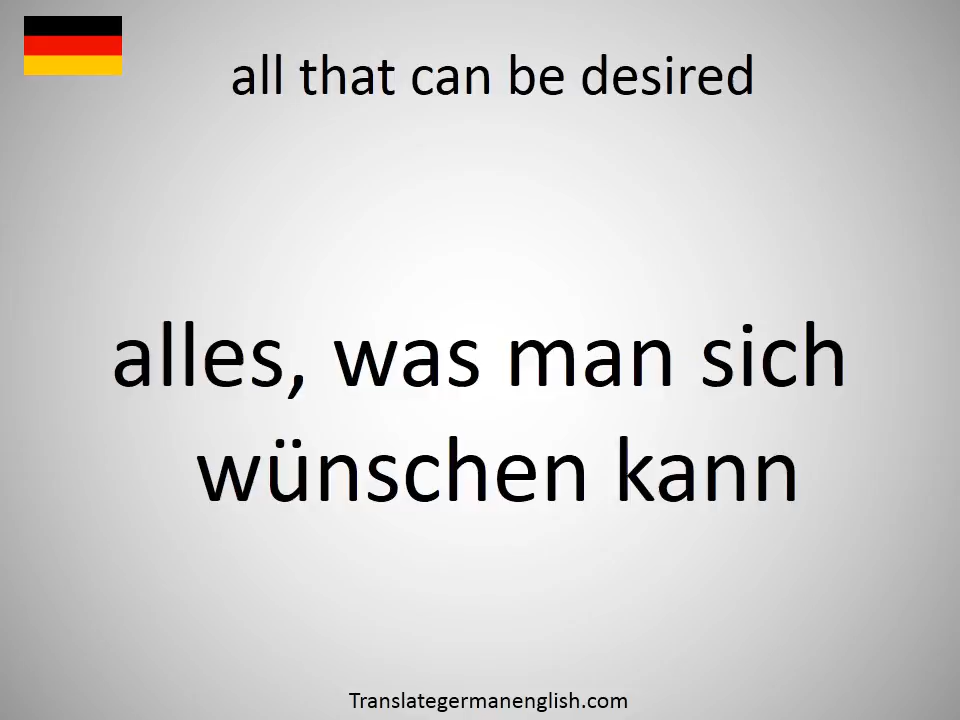 all that can be desired
alles, was man sich
wünschen kann
Translategermanenglish.com